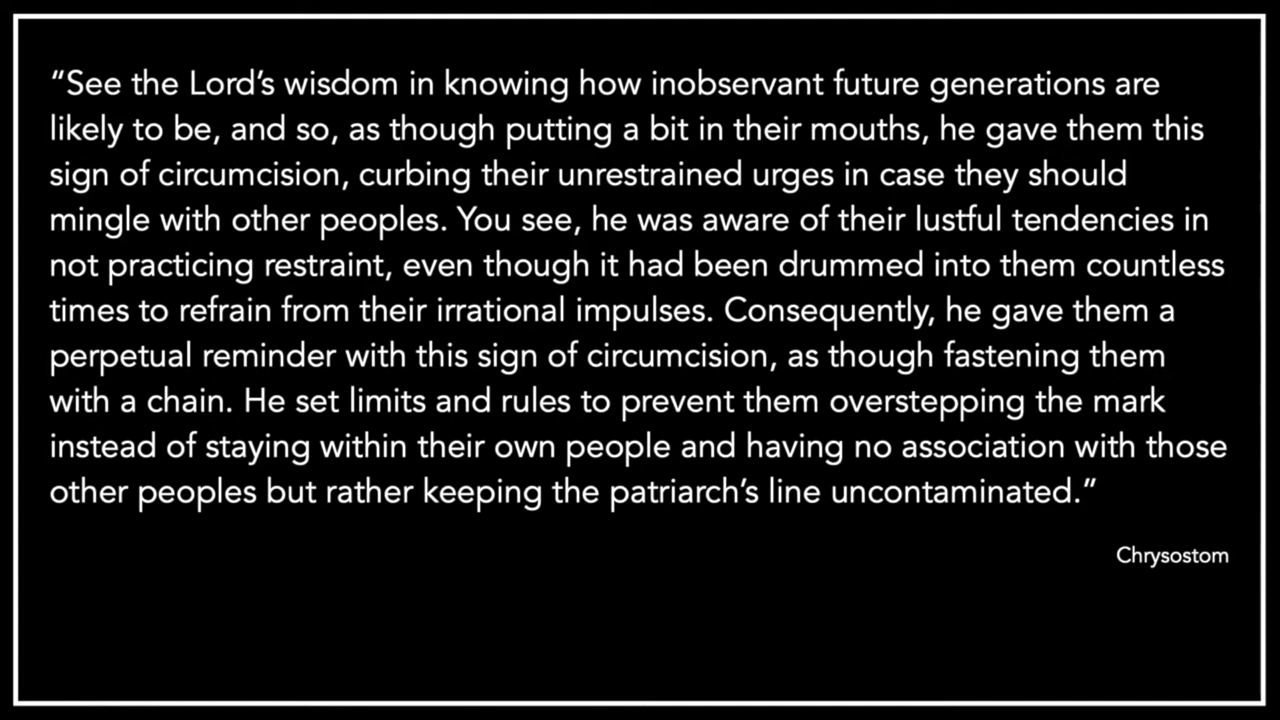 “See the Lord’s wisdom in knowing how inobservant future generations are
likely to be, and so, as though putting a bit in their mouths, he gave them this
sign of circumcision, curbing their unrestrained urges in case they should
mingle with other peoples. You see, he was aware of their lustful tendencies in
not practicing restraint, even though it had been drummed into them countless
times to refrain from their irrational impulses. Consequently, he gave them a
perpetual reminder with this sign of circumcision, as though fastening them
with a chain. He set limits and rules to prevent them overstepping the mark
instead of staying within their own people and having no association with those
other peoples but rather keeping the patriarch’s line uncontaminated.”
Chrysostom